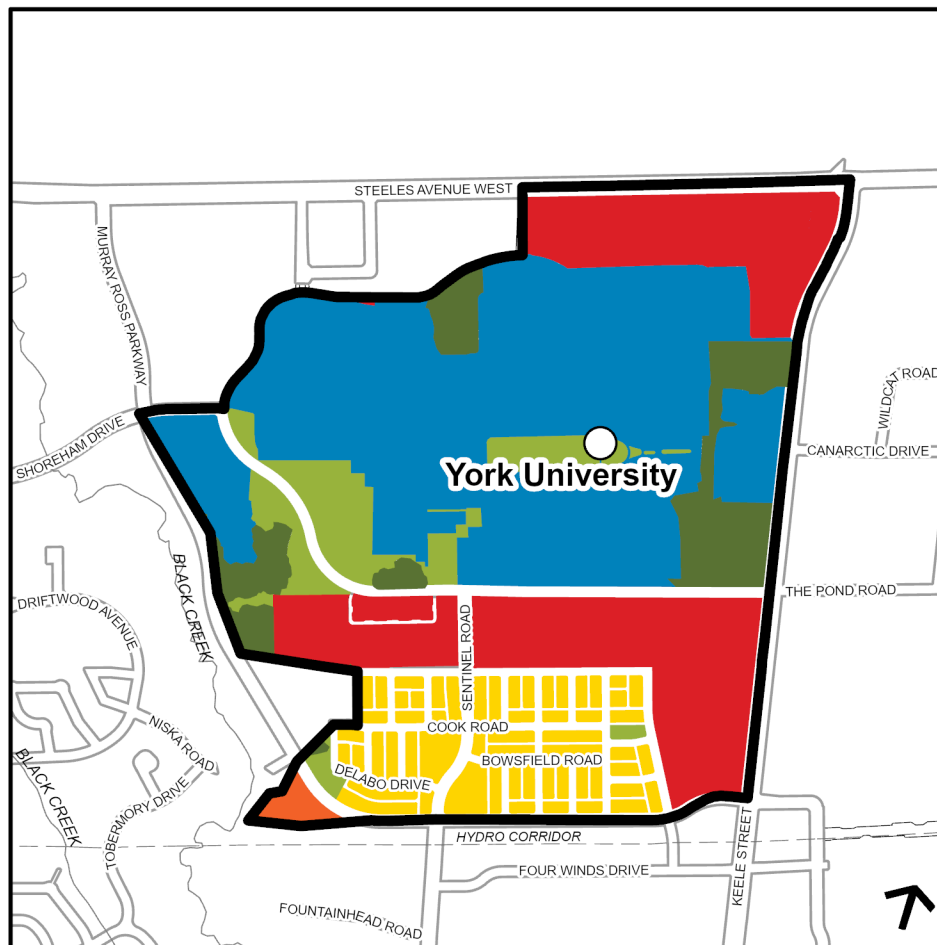 STEELES AVENUE WEST
MURRAY ROSS PARKWAY
WILDCAT ROAD
SHOREHAM DRIVE
CANARCTIC DRIVE
York University
BLACK CREEK
THE POND ROAD
DRIFTWOOD AVENUE
SENTINEL ROAD
NISKA ROAD
COOK ROAD
BOWSFIELD ROAD
DELABO DRIVE
BLACK CREEK
TOBERMORY DRIVE
HYDRO CORRIDOR
KEELE STREET
FOUR WINDS DRIVE
FOUNTAINHEAD ROAD